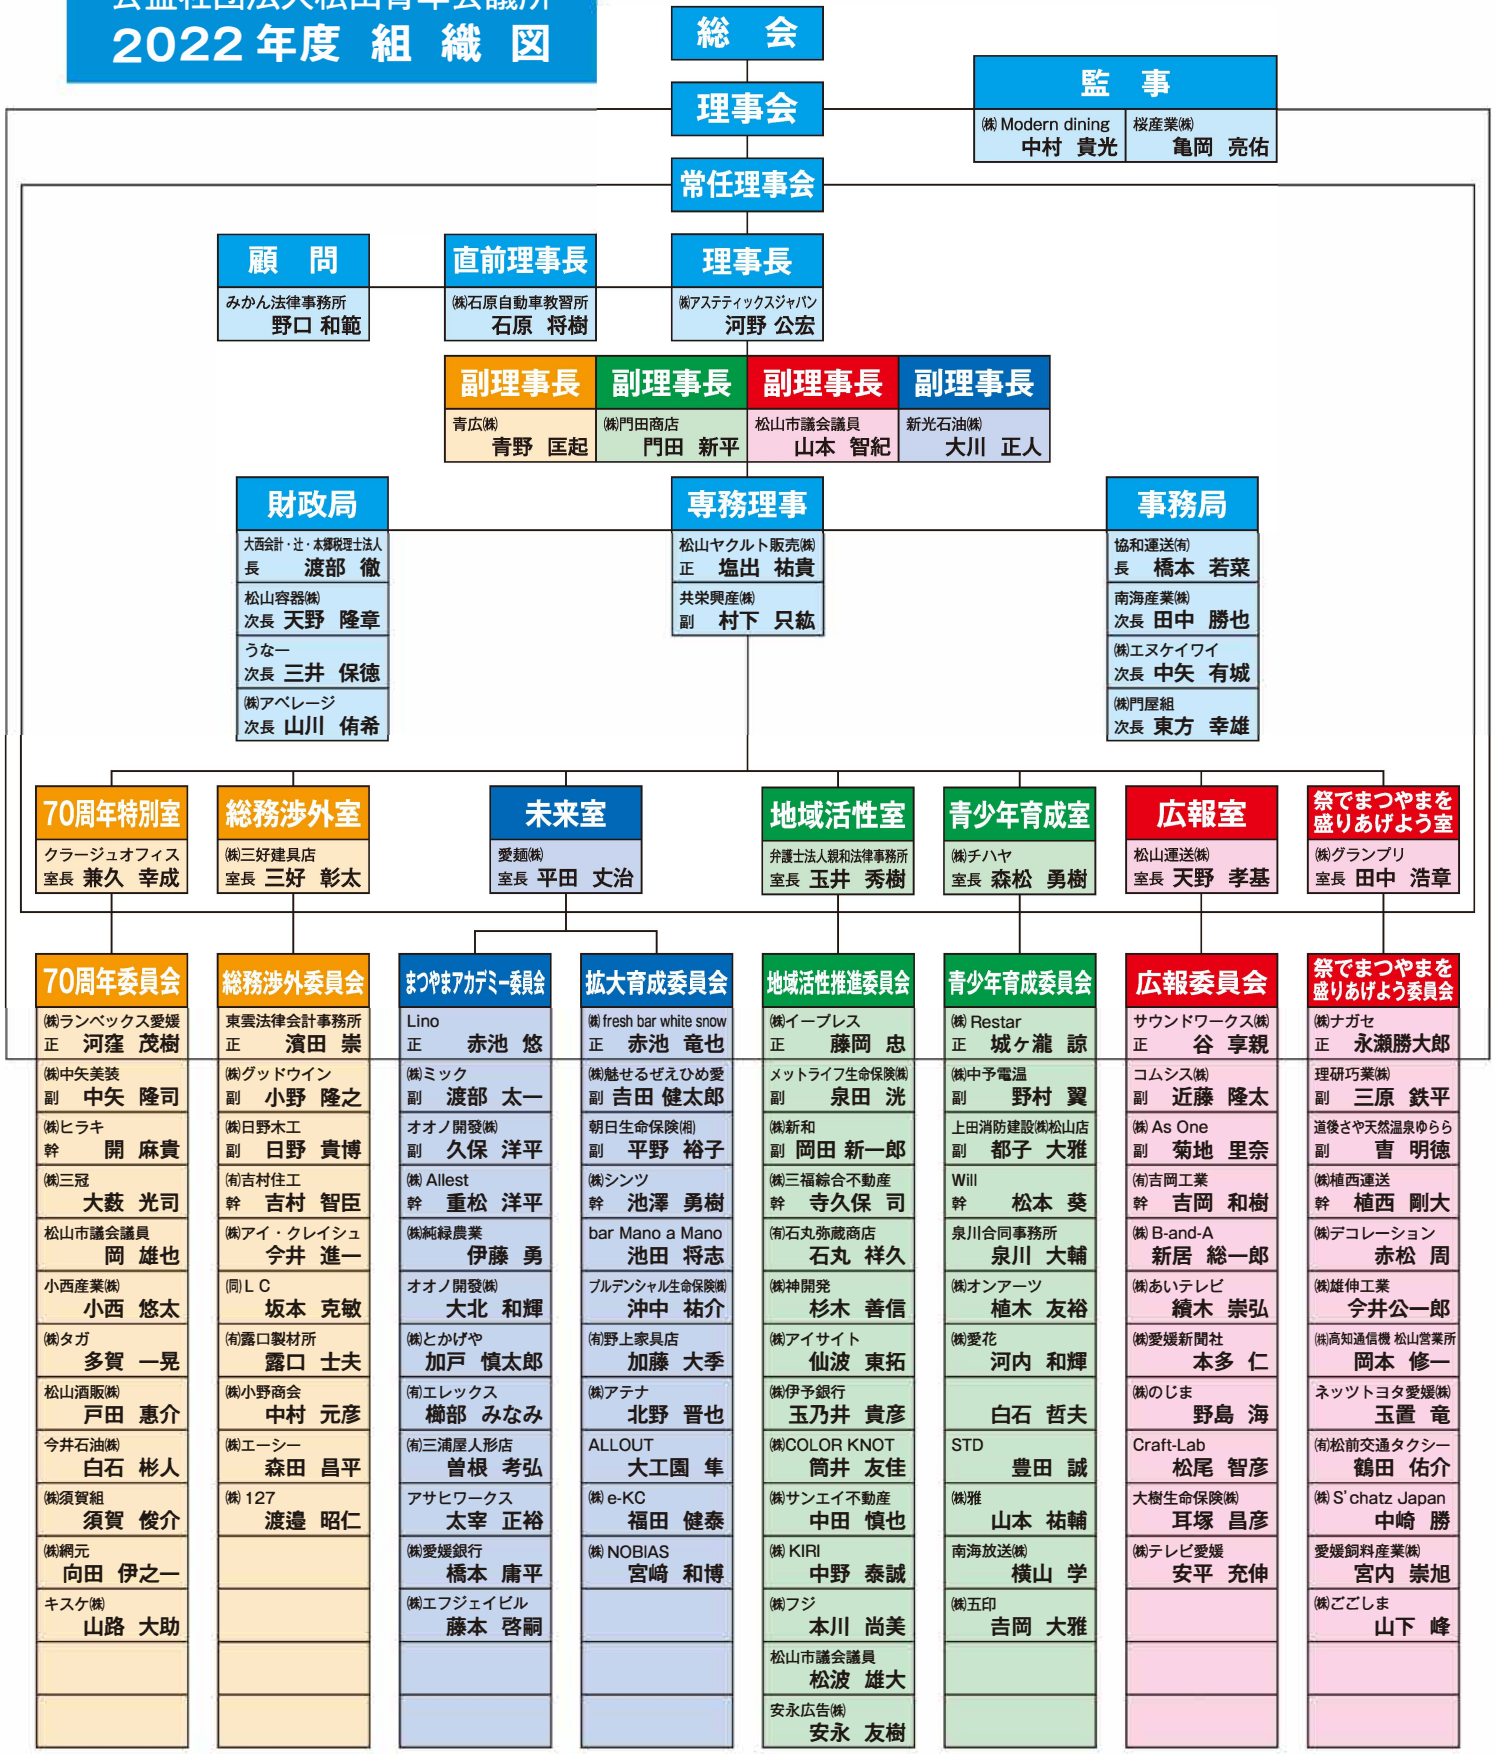 公益社団法人松山青年会議所
2022年度 組織図
総 会
理事会
監 事
㈱Modern dining
中村 貴光
桜産業㈱
亀岡 亮佑
常任理事会
顧 問
みかん法律事務所
野口 和範
直前理事長
㈱石原自動車教習所
石原 将樹
理事長
㈱アステティックスジャパン
河野 公宏
副理事長
青広㈱
青野 匡起
副理事長
㈱門田商店
門田 新平
副理事長
松山市議会議員
山本 智紀
副理事長
新光石油㈱
大川 正人
財政局
大西会計・辻・本郷税理士法人
長 渡部 徹
松山容器㈱
次長 天野 隆章
うなー
次長 三井 保徳
㈱アベレージ
次長 山川 侑希
専務理事
松山ヤクルト販売㈱
正 塩出 祐貴
共栄興産㈱
副 村下 只紘
事務局
協和運送㈲
長 橋本 若菜
南海産業㈱
次長 田中 勝也
㈱エヌケイワイ
次長 中矢 有城
㈱門屋組
次長 東方 幸雄
70周年特別室
クラージュオフィス
室長 兼久 幸成
総務渉外室
㈱三好建具店
室長 三好 彰太
未来室
愛麺㈱
室長 平田 丈治
地域活性室
弁護士法人親和法律事務所
室長 玉井 秀樹
青少年育成室
㈱チハヤ
室長 森松 勇樹
広報室
松山運送㈱
室長 天野 孝基
祭でまつやまを
盛りあげよう室
㈱グランプリ
室長 田中 浩章
70周年委員会
㈱ランベックス愛媛
正 河窪 茂樹
㈱中矢美装
副 中矢 隆司
㈱ヒラキ
幹 開 麻貴
㈱三冠
大薮 光司
松山市議会議員
岡 雄也
小西産業㈱
小西 悠太
㈱タガ
多賀 一晃
松山酒販㈱
戸田 惠介
今井石油㈱
白石 彬人
㈱須賀組
須賀 俊介
㈱網元
向田 伊之一
キスケ㈱
山路 大助
総務渉外委員会
東雲法律会計事務所
正 濱田 崇
㈱グッドウイン
副 小野 隆之
㈱日野木工
副 日野 貴博
㈲吉村住工
幹 吉村 智臣
㈱アイ・クレイシュ
今井 進一
㈾LC
坂本 克敏
㈲露口製材所
露口 士夫
㈱小野商会
中村 元彦
㈱エーシー
森田 昌平
㈱127
渡邉 昭仁
まつやまアカデミー委員会
Lino
正 赤池 悠
㈱ミック
副 渡部 太一
オオノ開發㈱
副 久保 洋平
㈱Allest
幹 重松 洋平
㈱純緑農業
伊藤 勇
オオノ開發㈱
大北 和輝
㈱とかげや
加戸 慎太郎
㈲エレックス
櫛部 みなみ
㈲三浦屋人形店
曽根 考弘
アサヒワークス
太宰 正裕
㈱愛媛銀行
橋本 庸平
㈱エフジェイビル
藤本 啓嗣
拡大育成委員会
㈱fresh bar white snow
正 赤池 竜也
㈱魅せるぜえひめ愛
副 吉田 健太郎
朝日生命保険㈳
副 平野 裕子
㈱シンツ
幹 池澤 勇樹
bar Mano a Mano
池田 将志
プルデンシャル生命保険㈱
沖中 祐介
㈲野上家具店
加藤 大季
㈱アテナ
北野 晋也
ALLOUT
大工園 隼
㈱e-KC
福田 健泰
㈱NOBIAS
宮﨑 和博
地域活性推進委員会
㈱イーブレス
正 藤岡 忠
メットライフ生命保険㈱
副 泉田 洸
㈱新和
副 岡田 新一郎
㈱三福綜合不動産
幹 寺久保 司
㈲石丸弥蔵商店
石丸 祥久
㈱神開発
杉木 善信
㈱アイサイト
仙波 東拓
㈱伊予銀行
玉乃井 貴彦
㈱COLOR KNOT
筒井 友佳
㈱サンエイ不動産
中田 慎也
㈱KIRI
中野 泰誠
㈱フジ
本川 尚美
松山市議会議員
松波 雄大
安永広告㈱
安永 友樹
青少年育成委員会
㈱Restar
正 城ヶ瀧 諒
㈱中予電温
副 野村 翼
上田消防建設㈱松山店
副 都子 大雅
Will
幹 松本 葵
泉川合同事務所
泉川 大輔
㈱オンアーツ
植木 友裕
㈱愛花
河内 和輝
白石 哲夫
STD
豊田 誠
㈱雅
山本 祐輔
南海放送㈱
横山 学
㈱五印
吉岡 大雅
広報委員会
サウンドワークス㈱
正 谷 享親
コムシス㈱
副 近藤 隆太
㈱As One
副 菊地 里奈
㈲吉岡工業
幹 吉岡 和樹
㈱B-and-A
新居 総一郎
㈱あいテレビ
續木 崇弘
㈱愛媛新聞社
本多 仁
㈱のじま
野島 海
Craft-Lab
松尾 智彦
大樹生命保険㈱
耳塚 昌彦
㈱テレビ愛媛
安平 充伸
祭でまつやまを
盛りあげよう委員会
㈱ナガセ
正 永瀬勝大郎
理研巧業㈱
副 三原 鉄平
道後さや天然温泉ゆらら
副 曺 明徳
㈱植西運送
幹 植西 剛大
㈱デコレーション
赤松 周
㈱雄伸工業
今井公一郎
㈱高知通信機 松山営業所
岡本 修一
ネッツトヨタ愛媛㈱
玉置 竜
㈲松前交通タクシー
鶴田 佑介
㈱S'chatz Japan
中崎 勝
愛媛飼料産業㈱
宮内 崇旭
㈱ごごしま
山下 峰